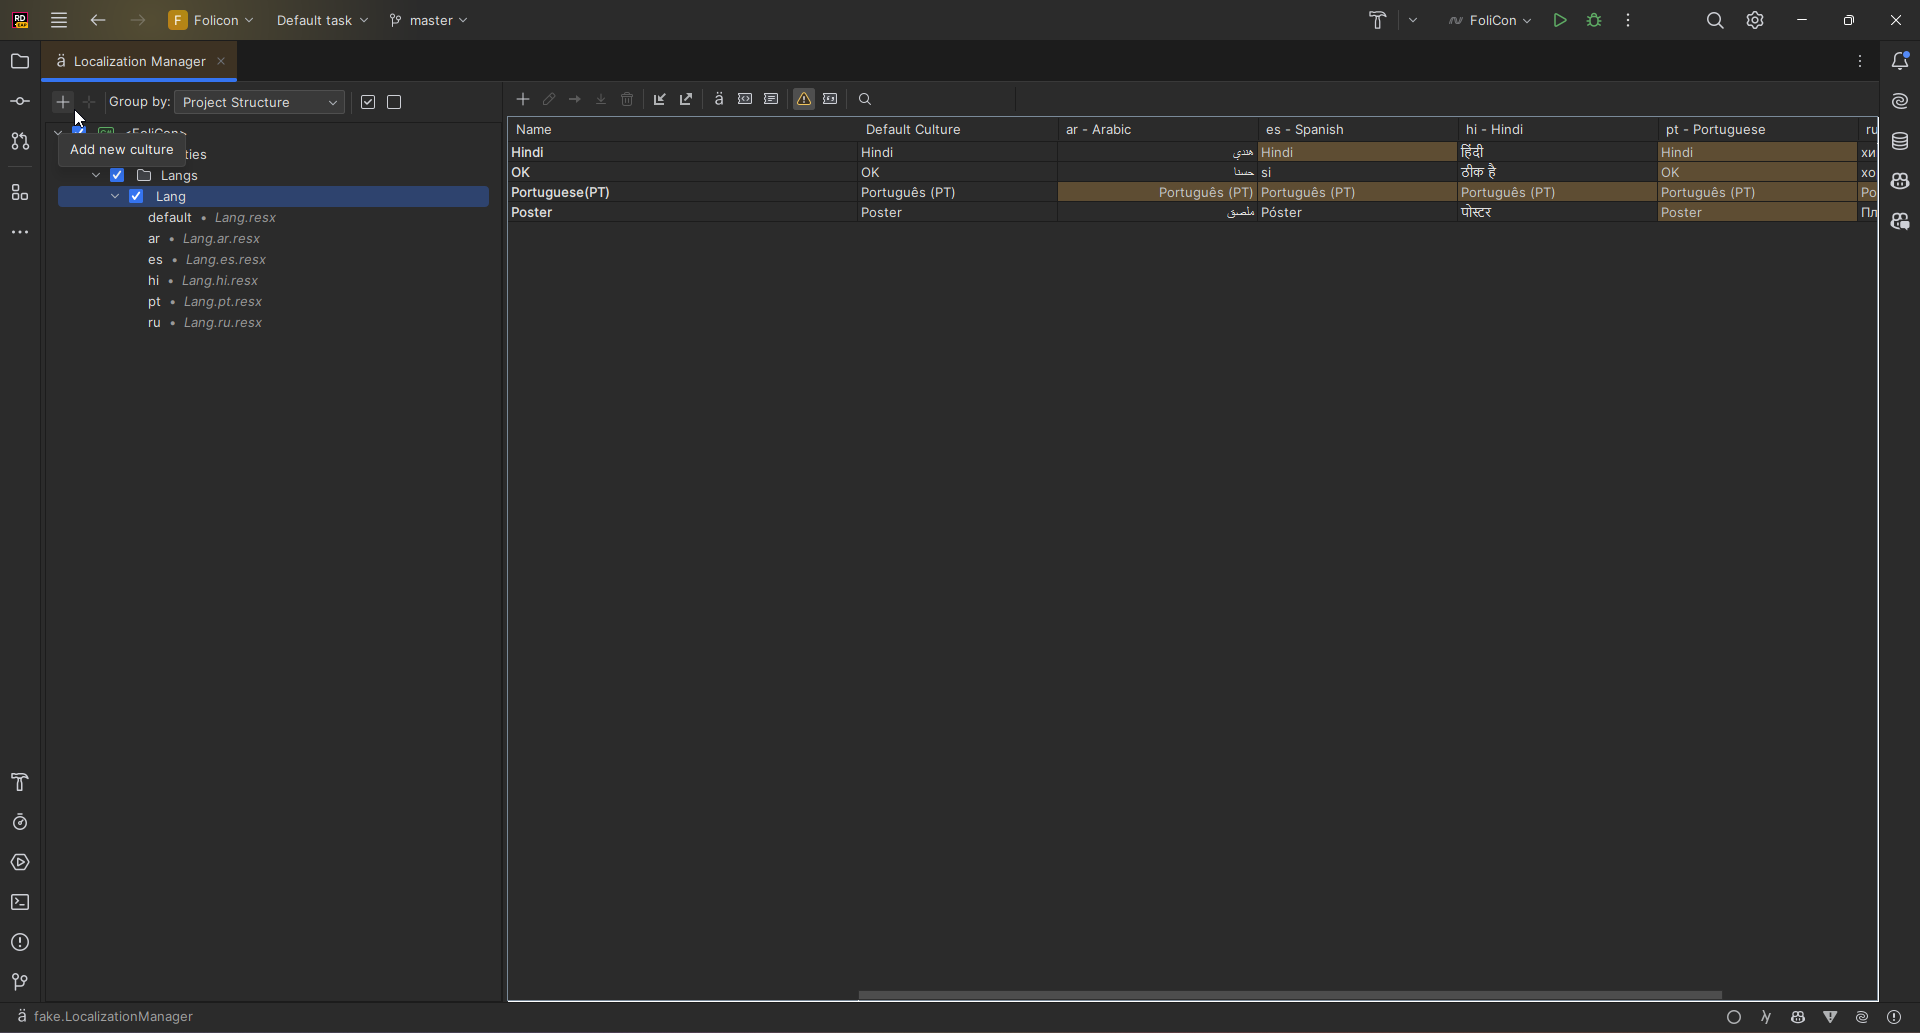 F Folicon Default task master FoliCon
ä Localization Manager
Group by: Project Structure
Add new culture
Langs
Lang
default • Lang.resx
ar • Lang.ar.resx
es • Lang.es.resx
hi • Lang.hi.resx
pt • Lang.pt.resx
ru • Lang.ru.resx
Name Default Culture ar - Arabic es - Spanish hi - Hindi pt - Portuguese ru
Hindi Hindi هندي Hindi हिंदी Hindi хи
OK OK حسنا si ठीक है OK хо
Portuguese(PT) Português (PT) Português (PT) Português (PT) Português (PT) Português (PT) Po
Poster Poster ملصق Póster पोस्टर Poster Пл
ä fake.LocalizationManager